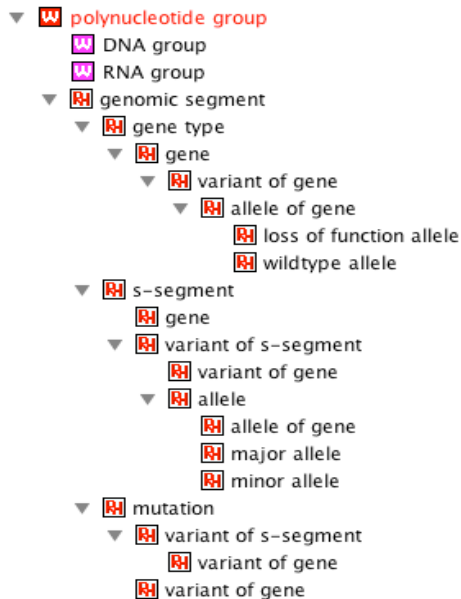 polynucleotide group
DNA group
RNA group
genomic segment
gene type
gene
variant of gene
allele of gene
loss of function allele
wildtype allele
s-segment
gene
variant of s-segment
variant of gene
allele
allele of gene
major allele
minor allele
mutation
variant of s-segment
variant of gene
variant of gene